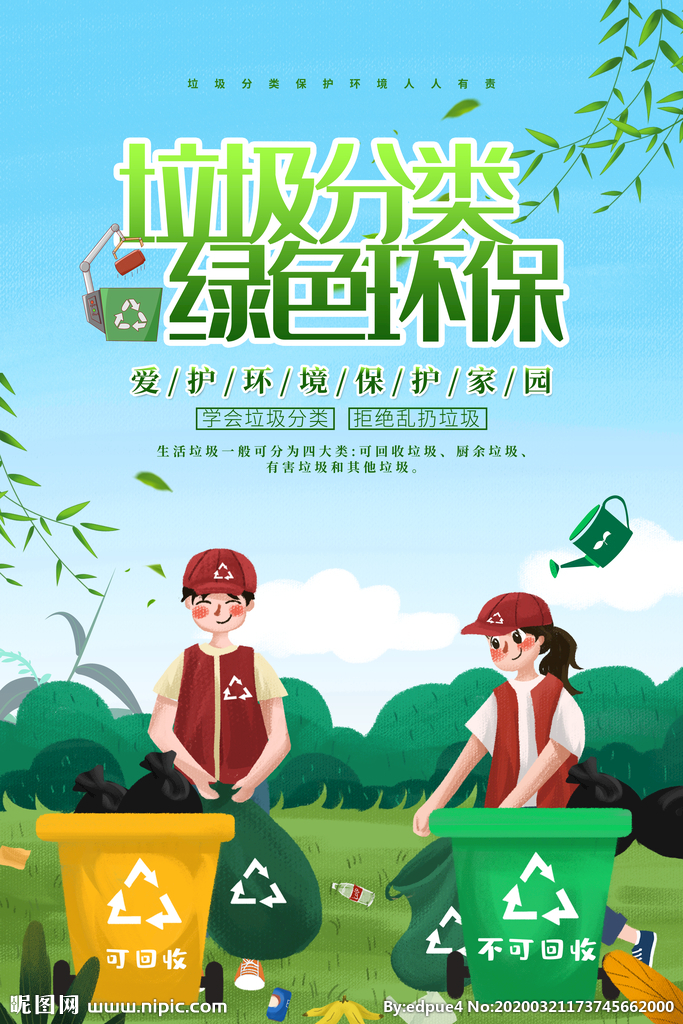 垃圾分类保护环境人人有责
垃圾分类
绿色环保
爱/护/环/境/保/护/家/园
学会垃圾分类 拒绝乱扔垃圾
生活垃圾一般可分为四大类:可回收垃圾、厨余垃圾、
有害垃圾和其他垃圾。
可回收
不可回收
昵图网 www.nipic.com
By:edpue4 No:20200321173745662000